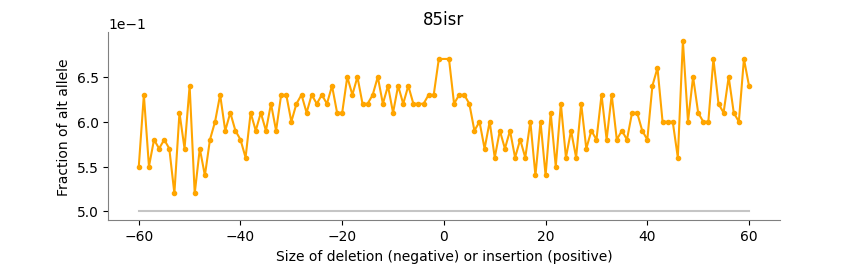 85isr
1e−1
Fraction of alt allele
6.5
6.0
5.5
5.0
−60 −40 −20 0 20 40 60
Size of deletion (negative) or insertion (positive)